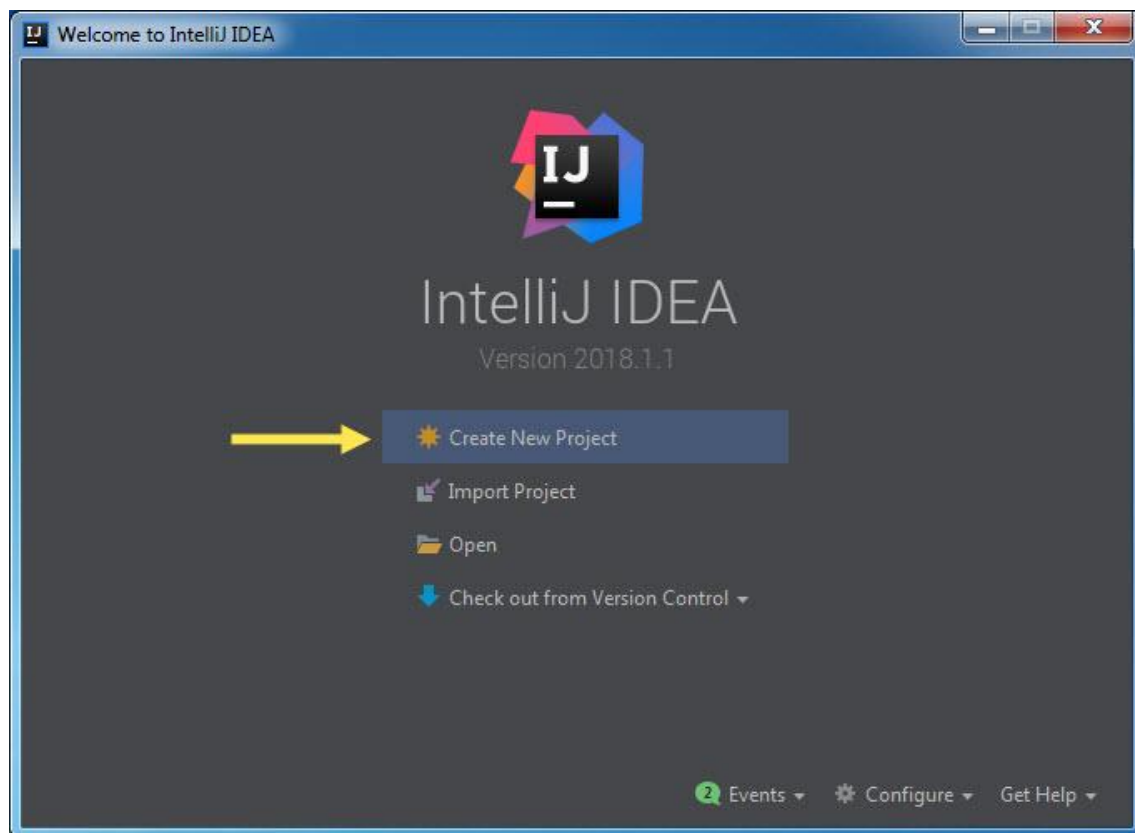 Welcome to IntelliJ IDEA
IJ
IntelliJ IDEA
Version 2018.1.1
Create New Project
Import Project
Open
Check out from Version Control
2 Events Configure Get Help